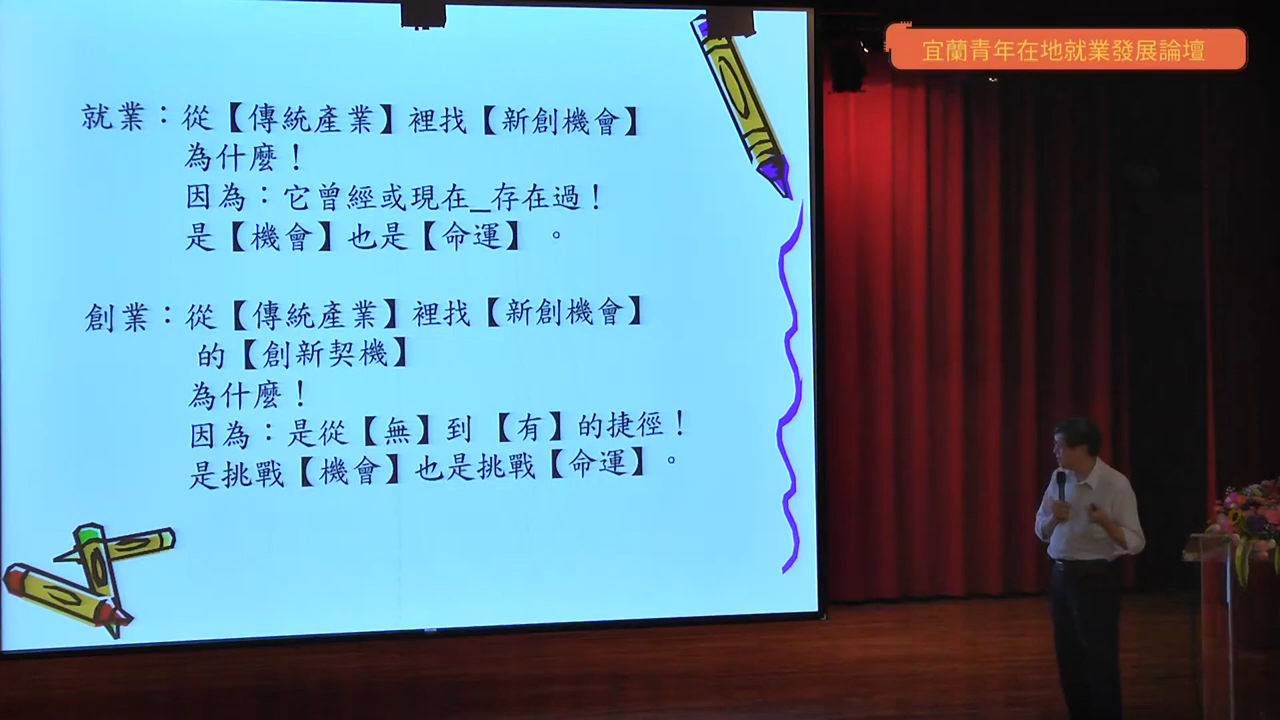 宜蘭青年在地就業發展論壇
就業：從【傳統產業】裡找【新創機會】
為什麼！
因為：它曾經或現在_存在過！
是【機會】也是【命運】。
創業：從【傳統產業】裡找【新創機會】
的【創新契機】
為什麼！
因為：是從【無】到【有】的捷徑！
是挑戰【機會】也是挑戰【命運】。